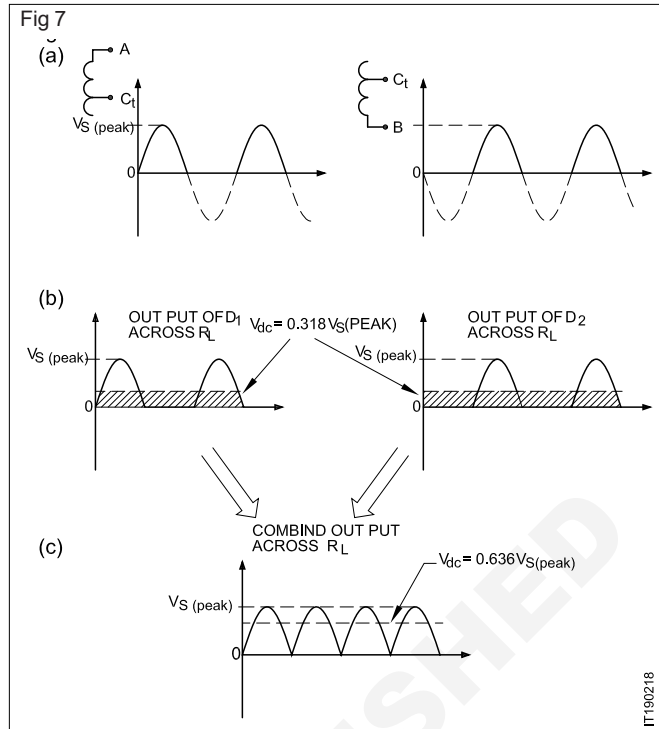 Fig 7
(a)
A
Ct
VS (peak)
0
Ct
B
0
(b)
OUT PUT OF D1
ACROSS RL
Vdc = 0.318 VS(PEAK)
OUT PUT OF D2
ACROSS RL
VS (peak)
0
VS (peak)
0
COMBIND OUT PUT
ACROSS RL
(c)
Vdc = 0.636 VS(peak)
VS (peak)
0
IT190218
SHED